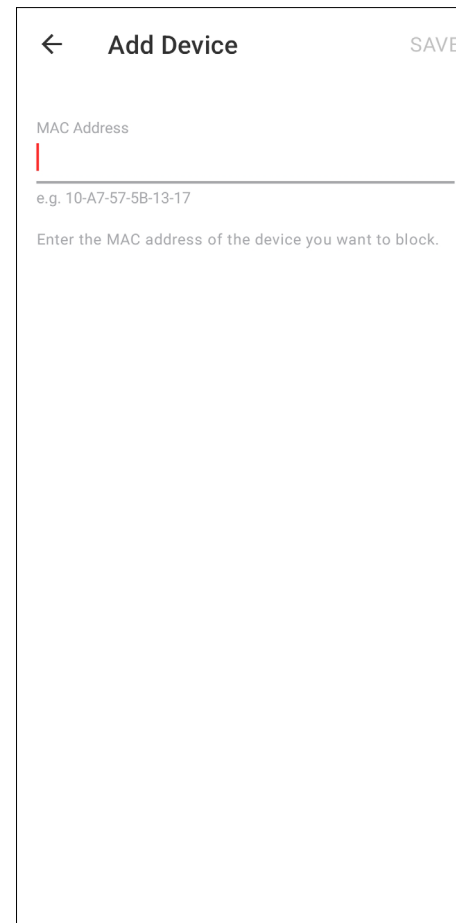 Add Device
SAVE
MAC Address
e.g. 10-A7-57-5B-13-17
Enter the MAC address of the device you want to block.